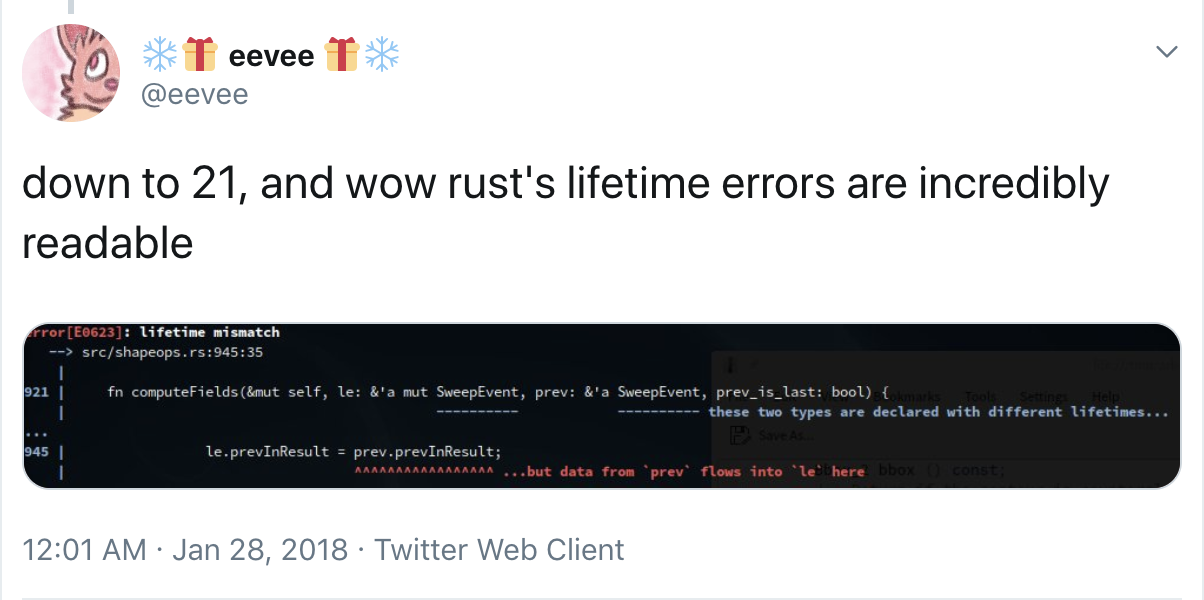 ❄️🎁 eevee 🎁❄️
@eevee
down to 21, and wow rust's lifetime errors are incredibly
readable
rror[E0623]: lifetime mismatch
--> src/shapeops.rs:945:35
|
921 | fn computeFields(&mut self, le: &'a mut SweepEvent, prev: &'a SweepEvent, prev_is_last: bool) {
Bookmarks Tools Settings Help
| ---------- ---------- these two types are declared with different lifetimes...
...
Save As...
945 | le.prevInResult = prev.prevInResult;
| ^^^^^^^^^^^^^^^^^ ...but data from `prev` flows into `le` here
bbox () const;
12:01 AM · Jan 28, 2018 · Twitter Web Client